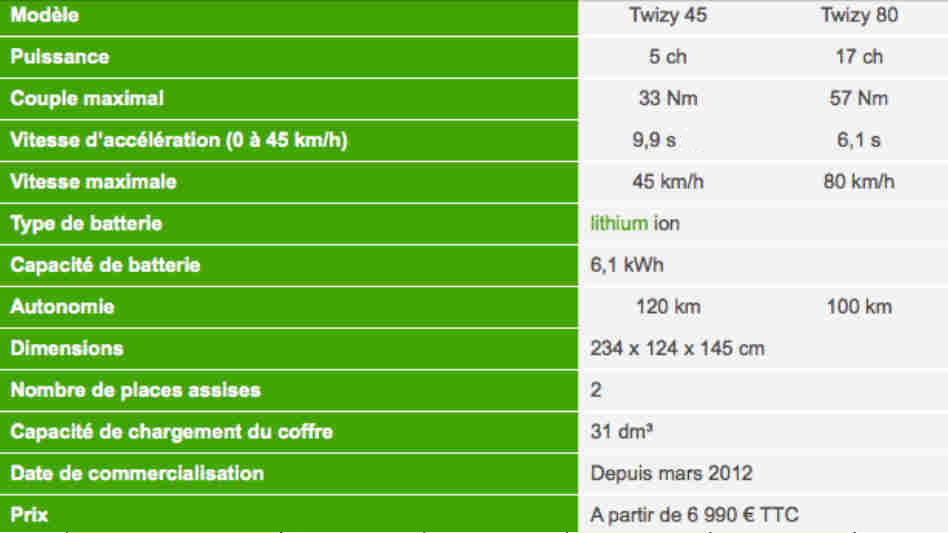 Modèle Twizy 45 Twizy 80
Puissance 5 ch 17 ch
Couple maximal 33 Nm 57 Nm
Vitesse d'accélération (0 à 45 km/h) 9,9 s 6,1 s
Vitesse maximale 45 km/h 80 km/h
Type de batterie lithium ion
Capacité de batterie 6,1 kWh
Autonomie 120 km 100 km
Dimensions 234 x 124 x 145 cm
Nombre de places assises 2
Capacité de chargement du coffre 31 dm³
Date de commercialisation Depuis mars 2012
Prix A partir de 6 990 € TTC